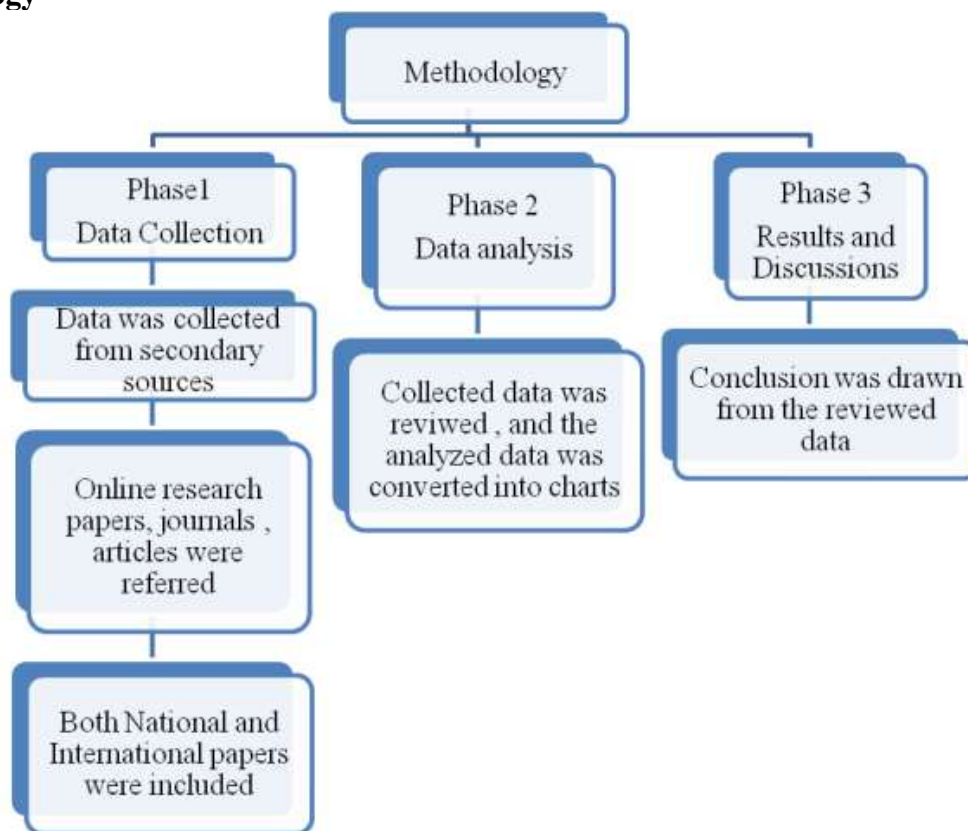 Methodology
Phase1
Data Collection
Data was collected
from secondary
sources
Online research
papers, journals ,
articles were
referred
Both National and
International papers
were included
Phase 2
Data analysis
Collected data was
reviwed , and the
analyzed data was
converted into charts
Phase 3
Results and
Discussions
Conclusion was drawn
from the reviewed
data